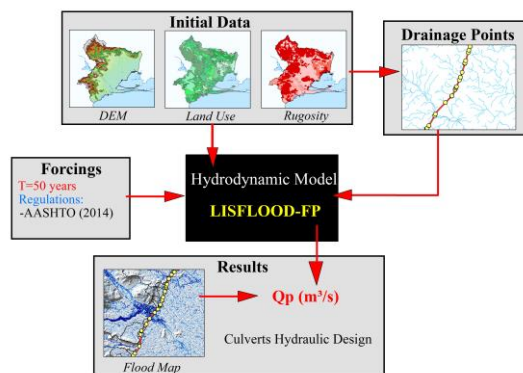 Initial Data
DEM
Land Use
Rugosity
Drainage Points
Forcings
T=50 years
Regulations:
-AASHTO (2014)
Hydrodynamic Model
LISFLOOD-FP
Results
Qp (m³/s)
Culverts Hydraulic Design
Flood Map